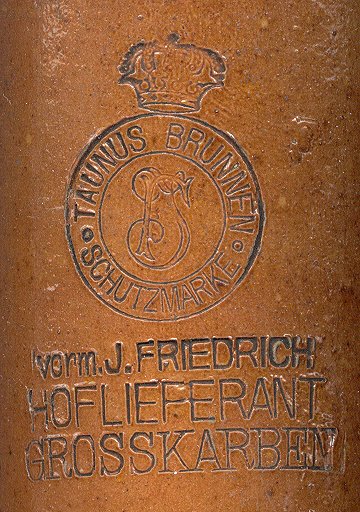 TAUNUS BRUNNEN
SCHUTZMARKE
"vorm. J. FRIEDRICH"
HOFLIEFERANT
GROSSKARBEN